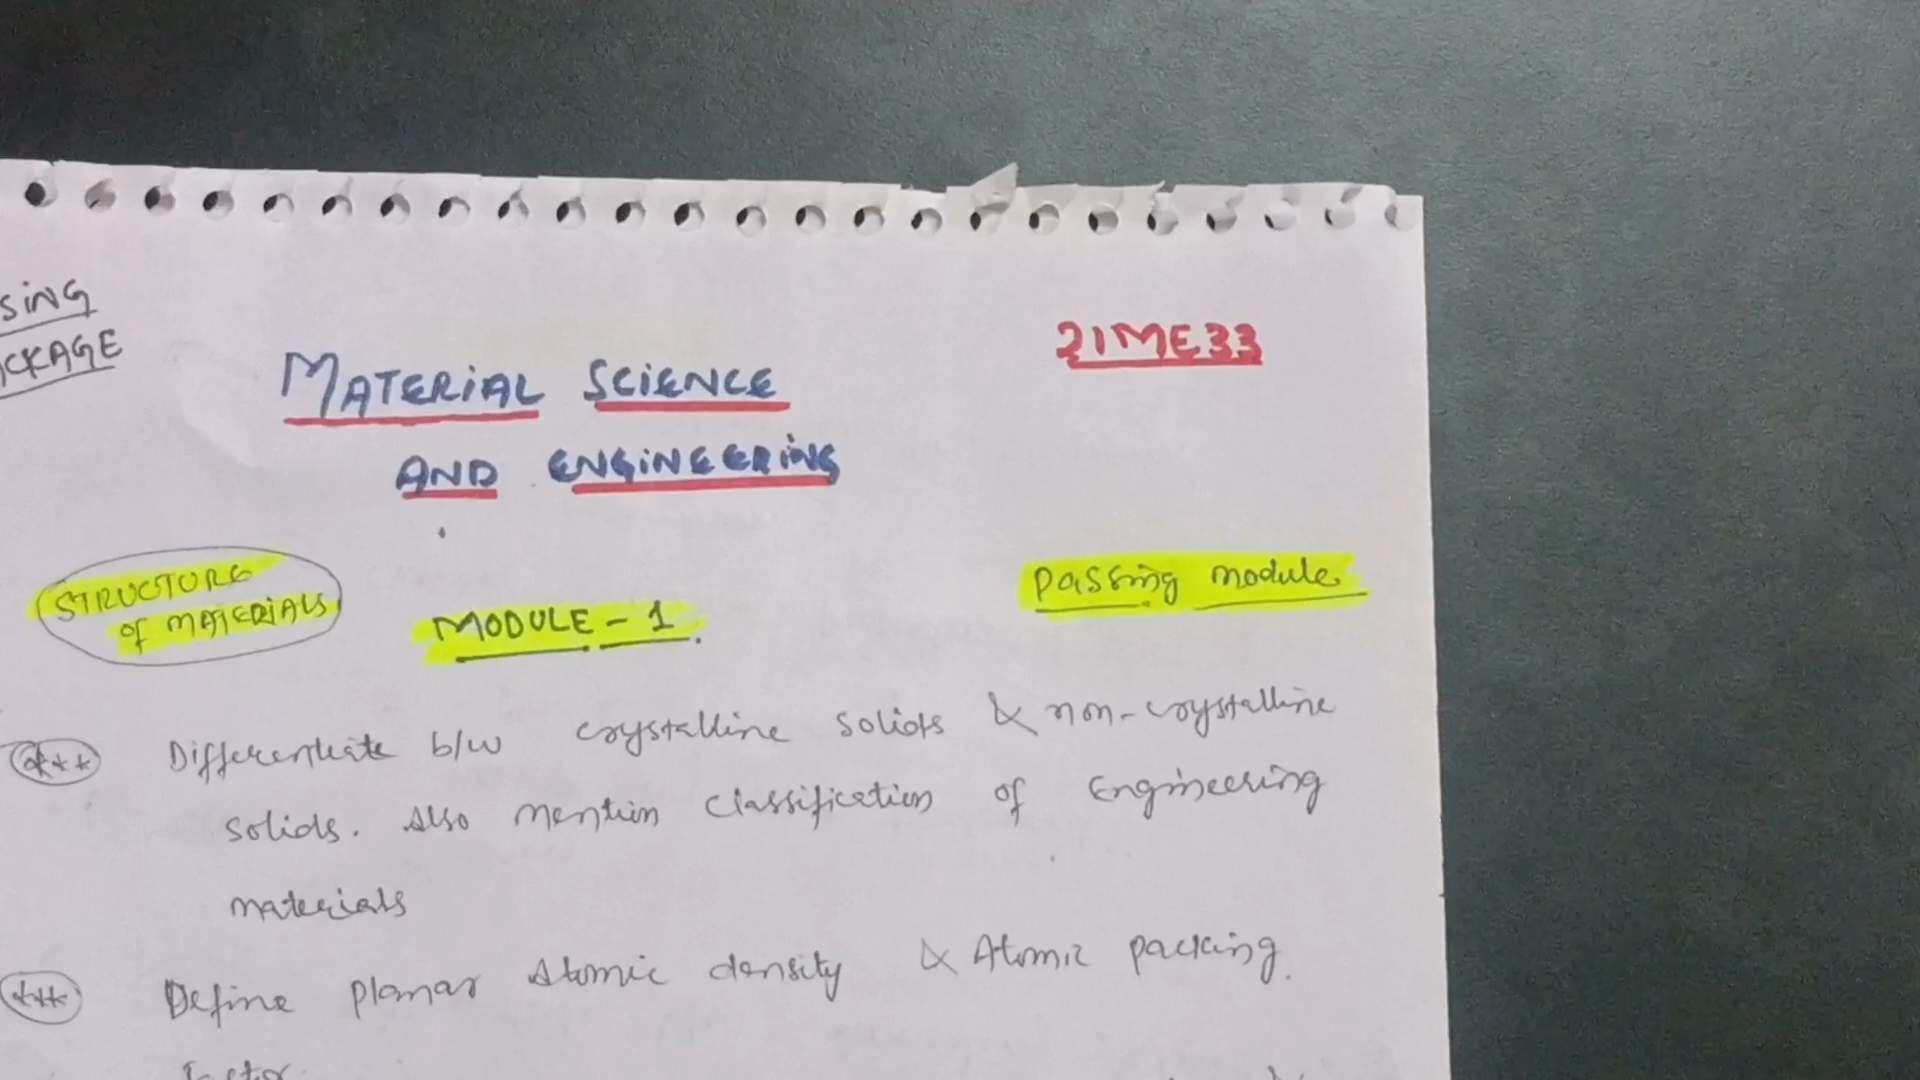 SING
CKAGE
21ME33
MATERIAL SCIENCE
AND ENGINEERING
STRUCTURE
of MATERIALS
MODULE - 1.
Passing module
*** Differentiate b/w crystalline solids & non-crystalline
solids. Also mention classification of Engineering
materials
*** Define planar Atomic density & Atomic packing.
factor